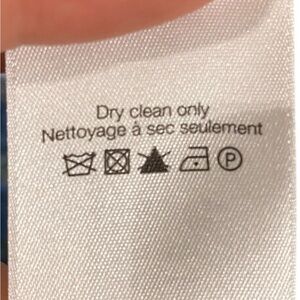 Dry clean only
Nettoyage à sec seulement
P